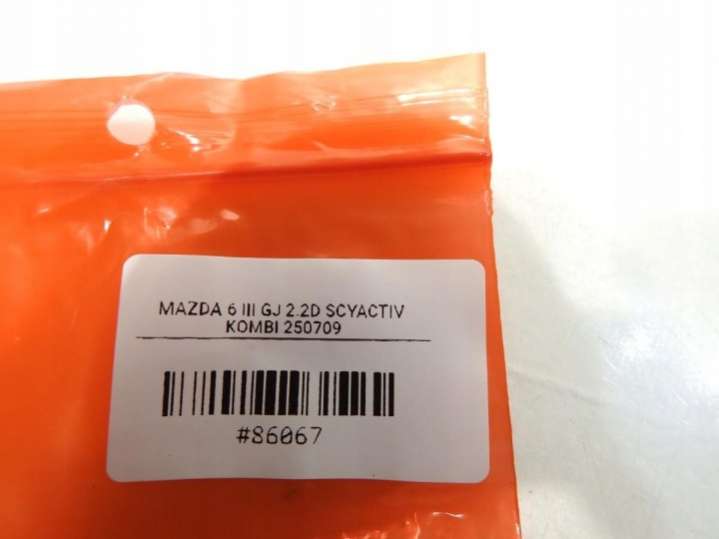 MAZDA 6 III GJ 2.2D SCYACTIV
KOMBI 250709
#86067